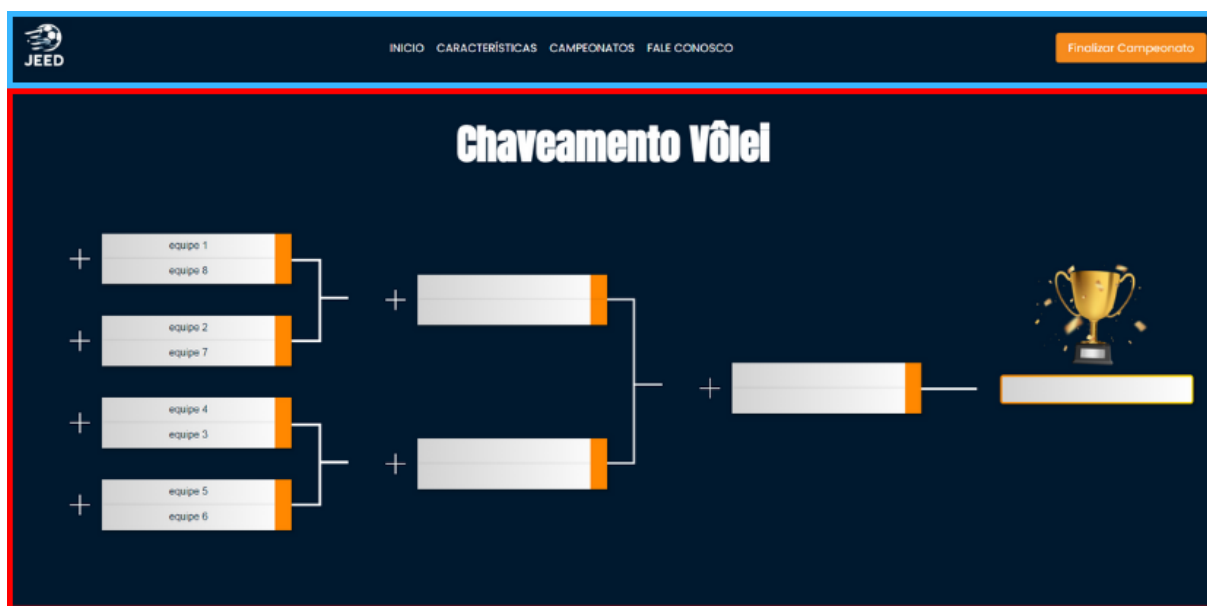 JEED
INICIO CARACTERÍSTICAS CAMPEONATOS FALE CONOSCO
Finalizar Campeonato
Chaveamento Vôlei
equipe 1
equipe 8
equipe 2
equipe 7
equipe 4
equipe 3
equipe 5
equipe 6